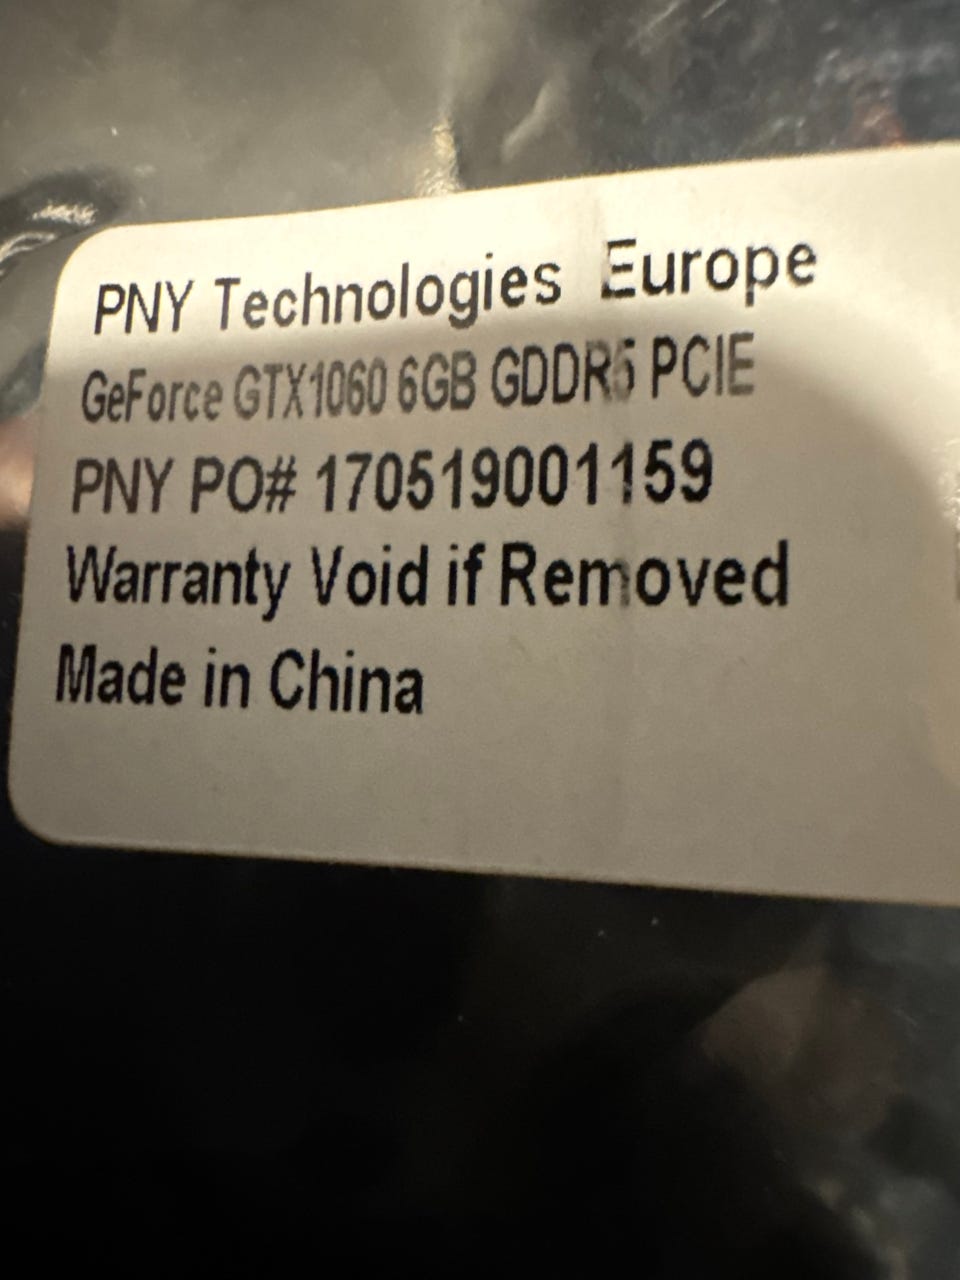 PNY Technologies Europe
GeForce GTX1060 6GB GDDR5 PCIE
PNY PO# 170519001159
Warranty Void if Removed
Made in China